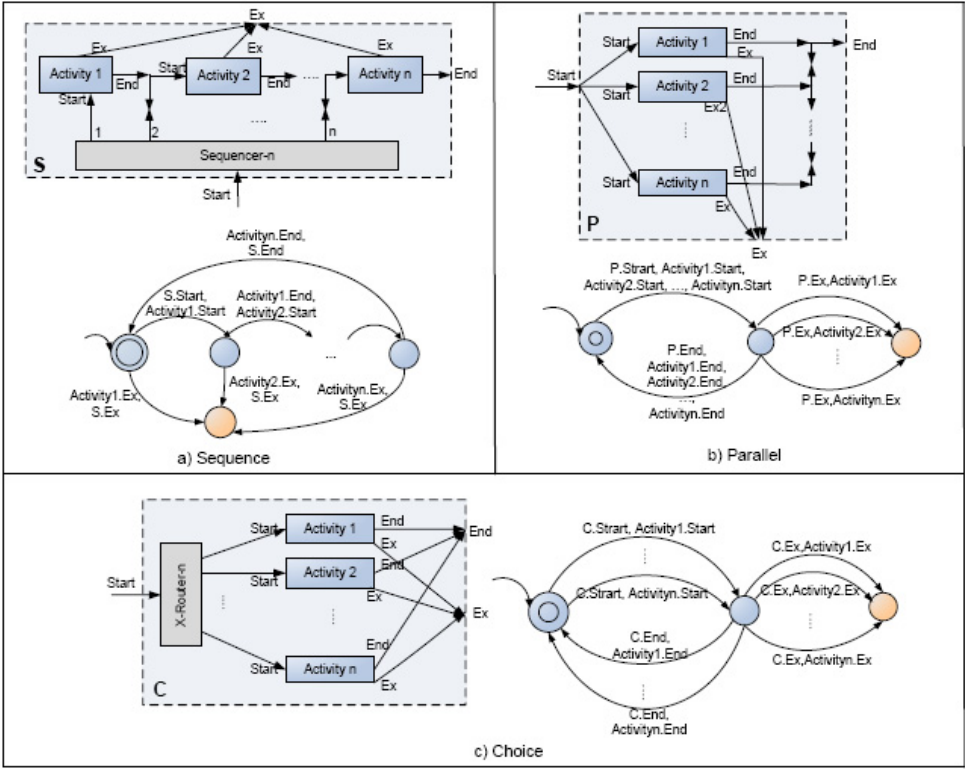 Ex
Ex
Ex
Ex
Activity 1
End
Start
Activity 2
End
....
Activity n
End
Start
....
1
2
n
S
Sequencer-n
Start
Activityn.End,
S.End
S.Start,
Activity1.Start
Activity1.End,
Activity2.Start
...
Activity1.Ex,
S.Ex
Activity2.Ex,
S.Ex
Activityn.Ex,
S.Ex
a) Sequence
Start
Start
Activity 1
End
Ex
End
Start
Activity 2
End
Ex2
Start
Activity n
End
Ex
P
Ex
P.Strart, Activity1.Start,
Activity2.Start, ..., Activityn.Start
P.Ex,Activity1.Ex
P.Ex,Activity2.Ex
P.End,
Activity1.End,
Activity2.End,
...,
Activityn.End
P.Ex,Activityn.Ex
b) Parallel
Start
X-Router-n
Start
Activity 1
End
Ex
End
Start
Activity 2
End
Ex
Ex
Start
Activity n
End
Ex
C
C.Strart, Activity1.Start
C.Strart, Activityn.Start
C.Ex,Activity1.Ex
C.Ex,Activity2.Ex
C.End,
Activity1.End
C.Ex,Activityn.Ex
C.End,
Activityn.End
c) Choice